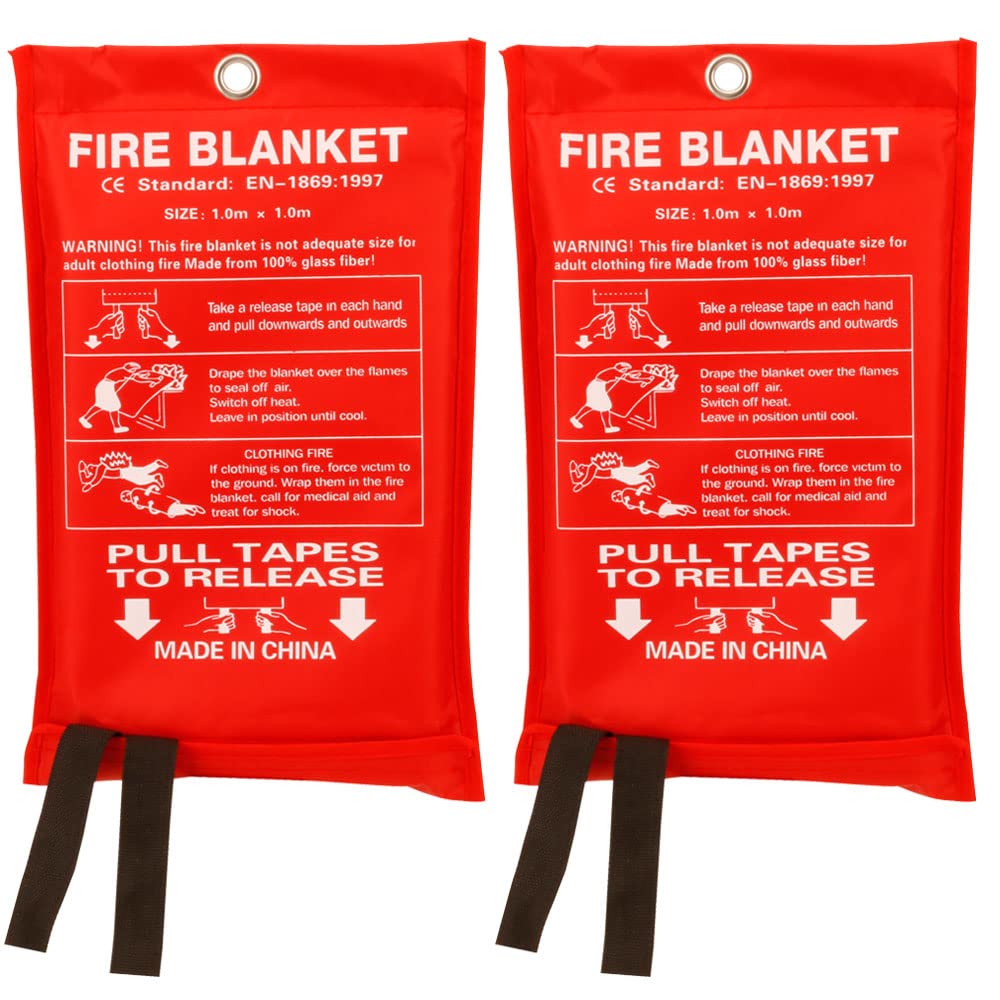 FIRE BLANKET
CE Standard: EN-1869:1997
SIZE: 1.0m × 1.0m
WARNING! This fire blanket is not adequate size for
adult clothing fire Made from 100% glass fiber!
Take a release tape in each hand
and pull downwards and outwards
Drape the blanket over the flames
to seal off air.
Switch off heat.
Leave in position until cool.
CLOTHING FIRE
If clothing is on fire. force victim to
the ground. Wrap them in the fire
blanket. call for medical aid and
treat for shock.
PULL TAPES
TO RELEASE
MADE IN CHINA
FIRE BLANKET
CE Standard: EN-1869:1997
SIZE: 1.0m × 1.0m
WARNING! This fire blanket is not adequate size for
adult clothing fire Made from 100% glass fiber!
Take a release tape in each hand
and pull downwards and outwards
Drape the blanket over the flames
to seal off air.
Switch off heat.
Leave in position until cool.
CLOTHING FIRE
If clothing is on fire. force victim to
the ground. Wrap them in the fire
blanket. call for medical aid and
treat for shock.
PULL TAPES
TO RELEASE
MADE IN CHINA